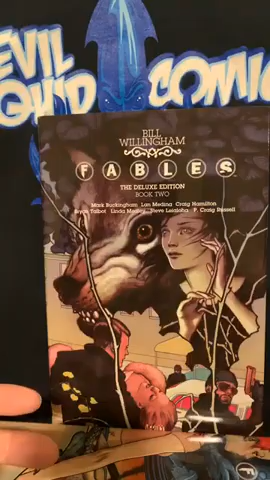 EVIL
SQUID COMIC
BILL
WILLINGHAM
FABLES
THE DELUXE EDITION
BOOK TWO
Mark Buckingham Lan Medina Craig Hamilton
Bryan Talbot Linda Medley Steve Leialoha P. Craig Russell